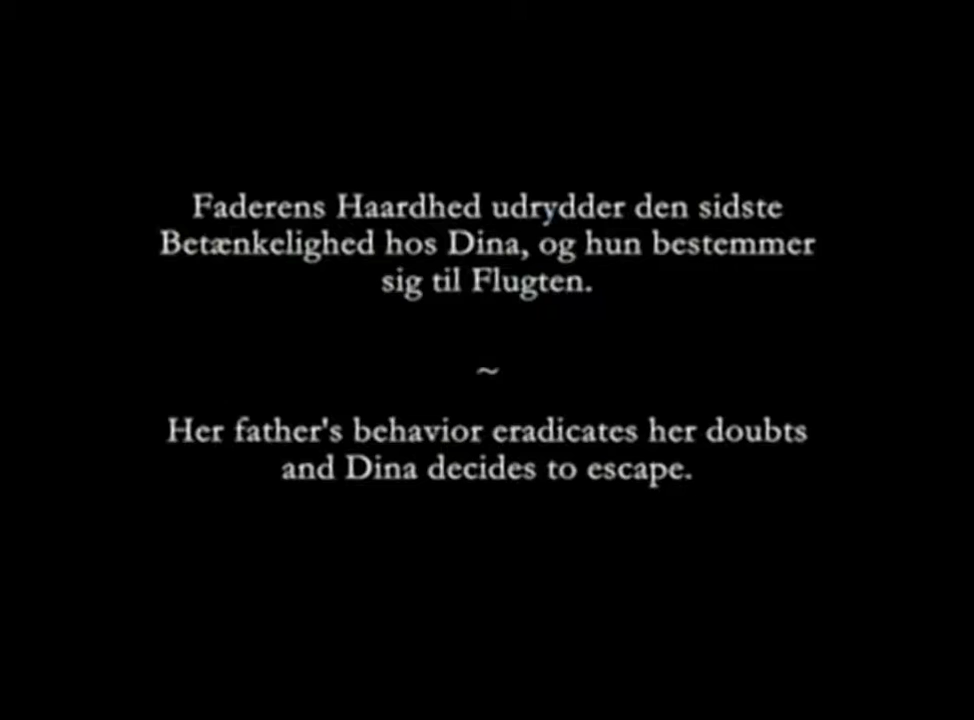 Faderens Haardhed udrydder den sidste
Betænkelighed hos Dina, og hun bestemmer
sig til Flugten.
~
Her father's behavior eradicates her doubts
and Dina decides to escape.